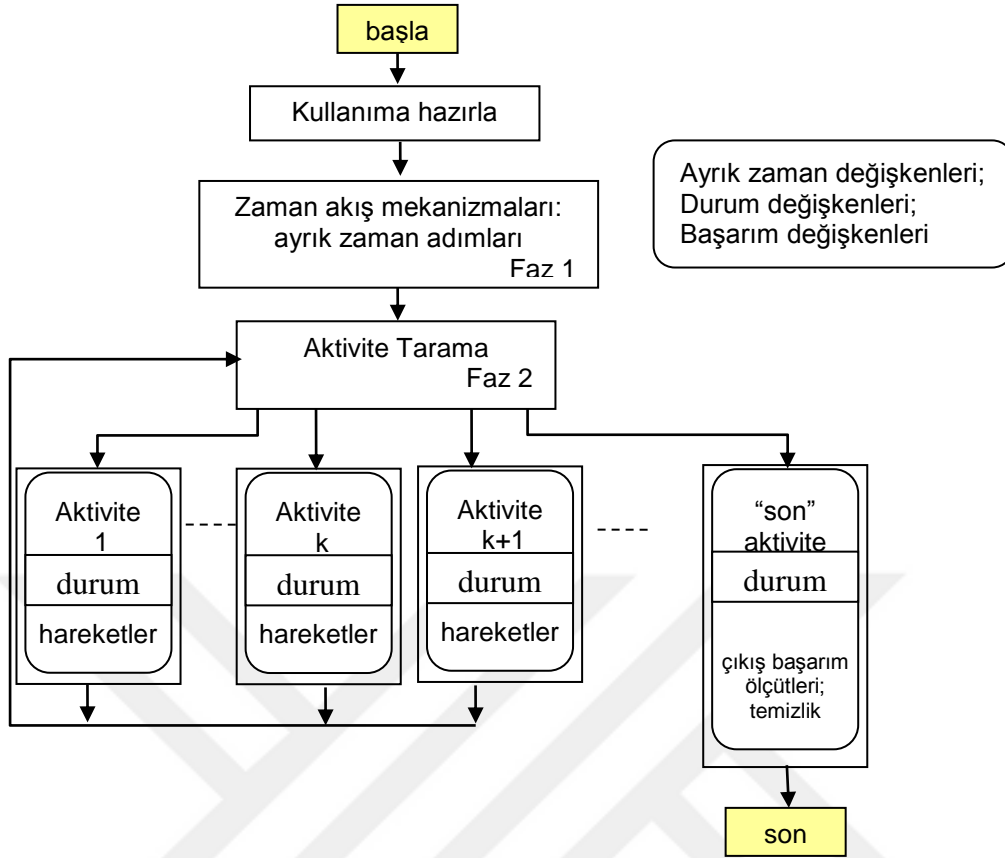 başla
Kullanıma hazırla
Zaman akış mekanizmaları:
ayrık zaman adımları
Faz 1
Ayrık zaman değişkenleri;
Durum değişkenleri;
Başarım değişkenleri
Aktivite Tarama
Faz 2
Aktivite
1
durum
hareketler
Aktivite
k
durum
hareketler
Aktivite
k+1
durum
hareketler
“son”
aktivite
durum
çıkış başarım
ölçütleri;
temizlik
son